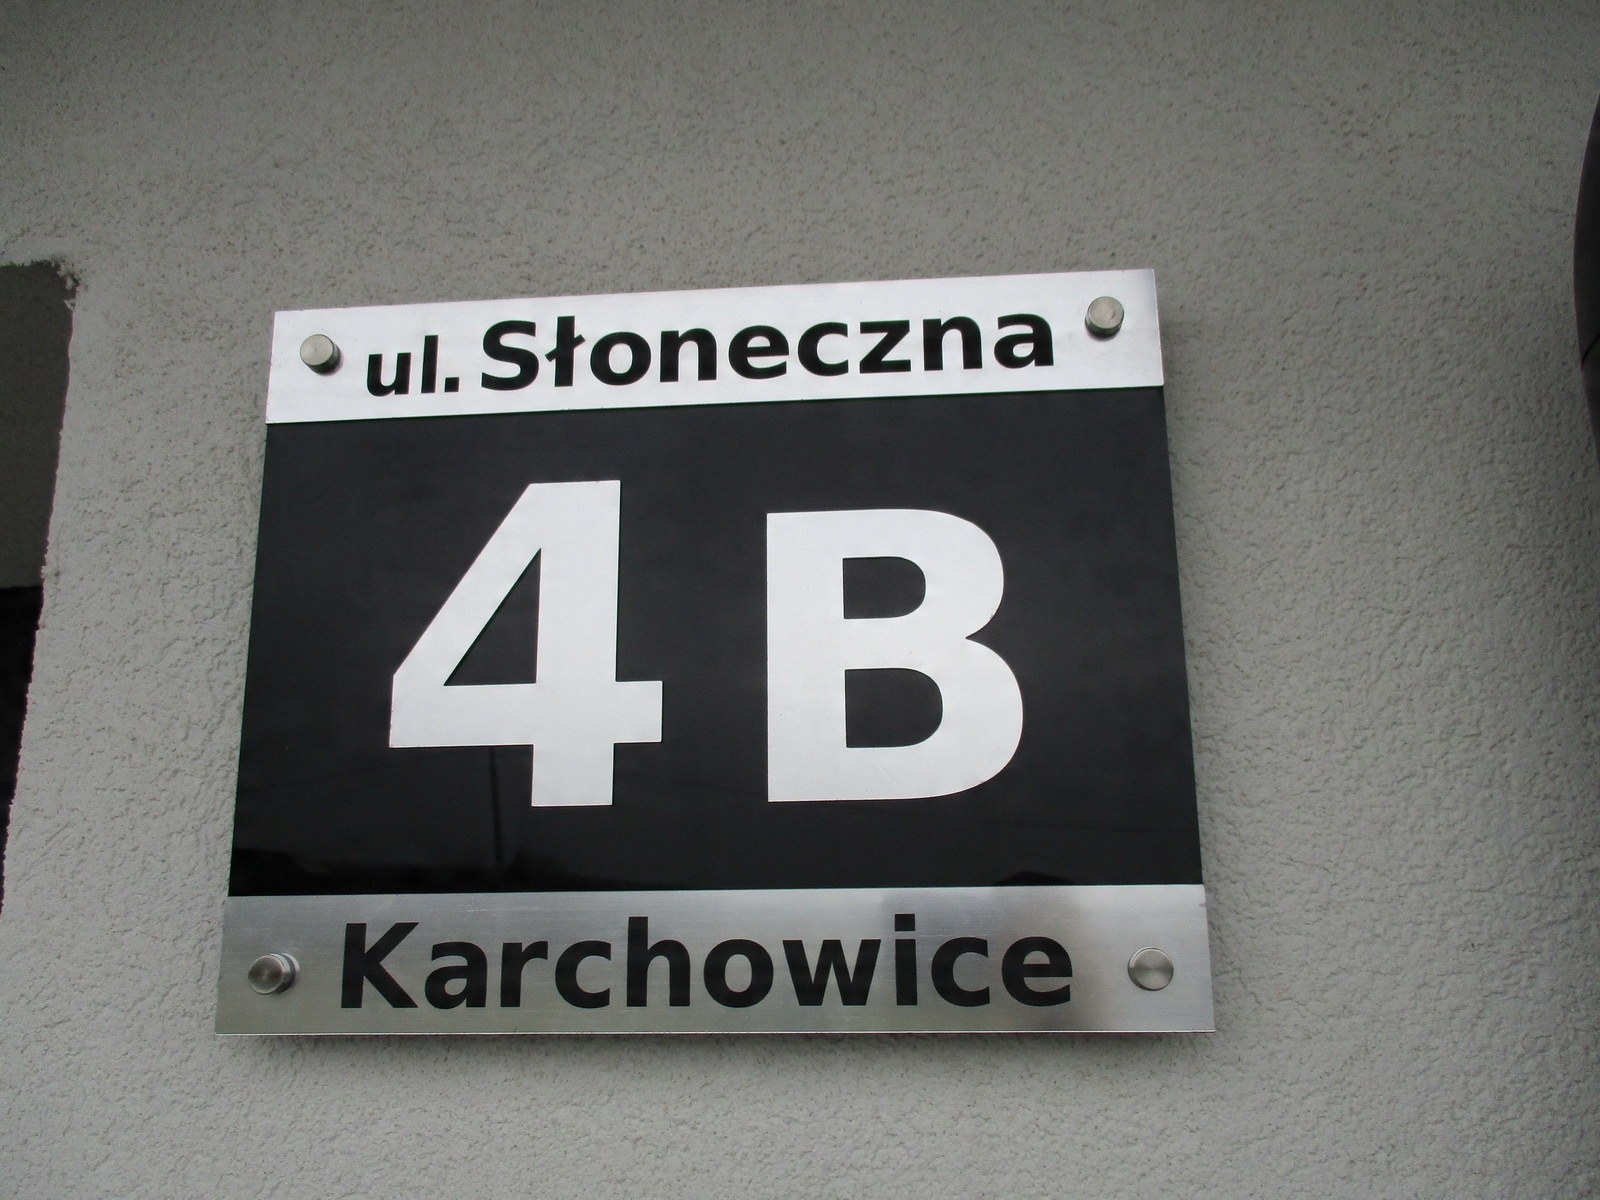 ul. Słoneczna
4 B
Karchowice